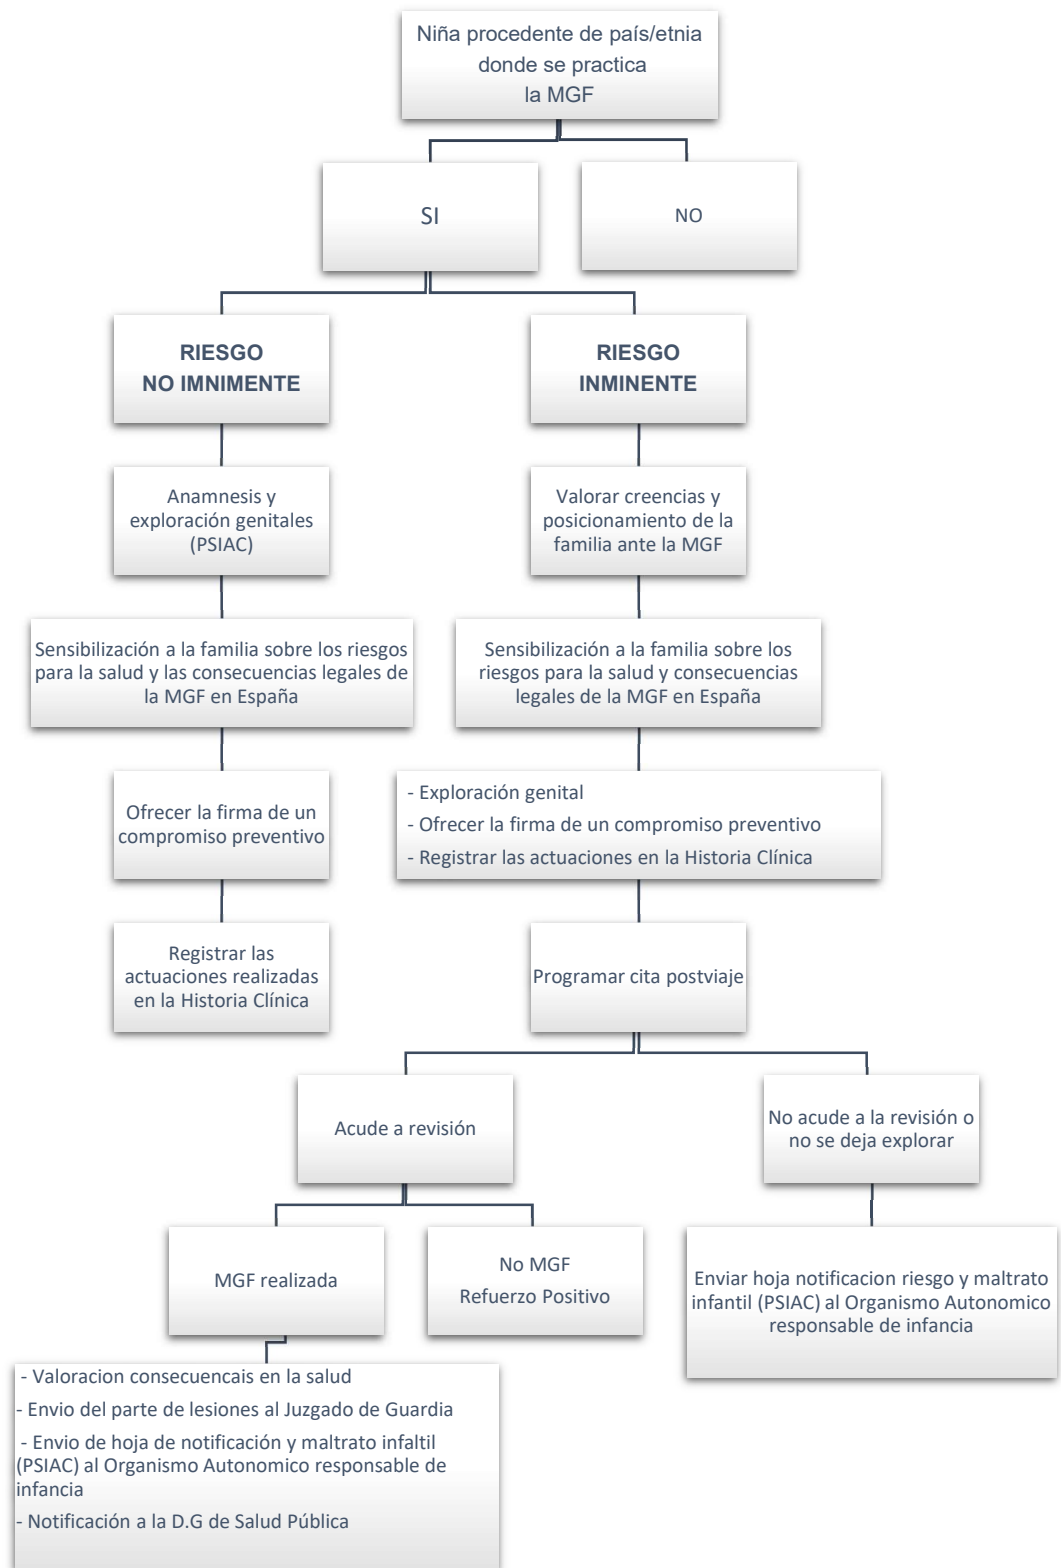 Niña procedente de país/etnia
donde se practica
la MGF
SI
NO
RIESGO
NO IMNIMENTE
RIESGO
INMINENTE
Anamnesis y
exploración genitales
(PSIAC)
Valorar creencias y
posicionamiento de la
familia ante la MGF
Sensibilización a la familia sobre los riesgos
para la salud y las consecuencias legales de
la MGF en España
Sensibilización a la familia sobre los
riesgos para la salud y consecuencias
legales de la MGF en España
Ofrecer la firma de un
compromiso preventivo
- Exploración genital
- Ofrecer la firma de un compromiso preventivo
- Registrar las actuaciones en la Historia Clínica
Registrar las
actuaciones realizadas
en la Historia Clínica
Programar cita postviaje
Acude a revisión
No acude a la revisión o
no se deja explorar
MGF realizada
No MGF
Refuerzo Positivo
Enviar hoja notificacion riesgo y maltrato
infantil (PSIAC) al Organismo Autonomico
responsable de infancia
- Valoracion consecuencais en la salud
- Envio del parte de lesiones al Juzgado de Guardia
- Envio de hoja de notificación y maltrato infaltil
(PSIAC) al Organismo Autonomico responsable de
infancia
- Notificación a la D.G de Salud Pública